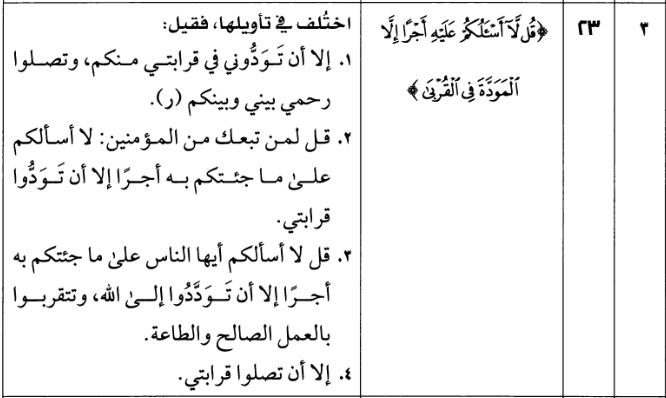 ٣
٢٣
﴿قُل لَّآ أَسْـَٔلُكُمْ عَلَيْهِ أَجْرًا إِلَّا
ٱلْمَوَدَّةَ فِى ٱلْقُرْبَىٰ﴾
اختُلف في تأويلها، فقيل:
١. إلا أن تَوَدُّوني في قرابتي منكم، وتصلوا
رحمي بيني وبينكم (ر).
٢. قل لمن تبعك من المؤمنين: لا أسألكم
علىٰ ما جئتكم به أجرًا إلا أن تَوَدُّوا
قرابتي.
٣. قل لا أسألكم أيها الناس علىٰ ما جئتكم به
أجرًا إلا أن تَوَدَّدُوا إلىٰ الله، وتتقربوا
بالعمل الصالح والطاعة.
٤. إلا أن تصلوا قرابتي.